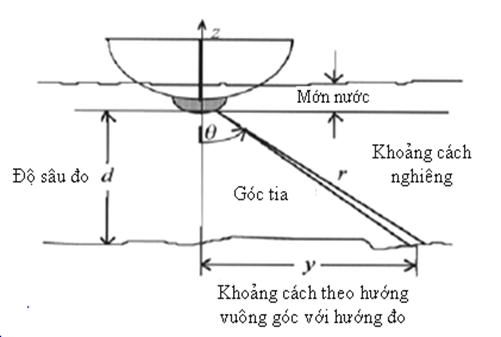 z
Mớn nước
θ
Khoảng cách
nghiêng
Độ sâu đo d
r
Góc tia
y
Khoảng cách theo hướng
vuông góc với hướng đo